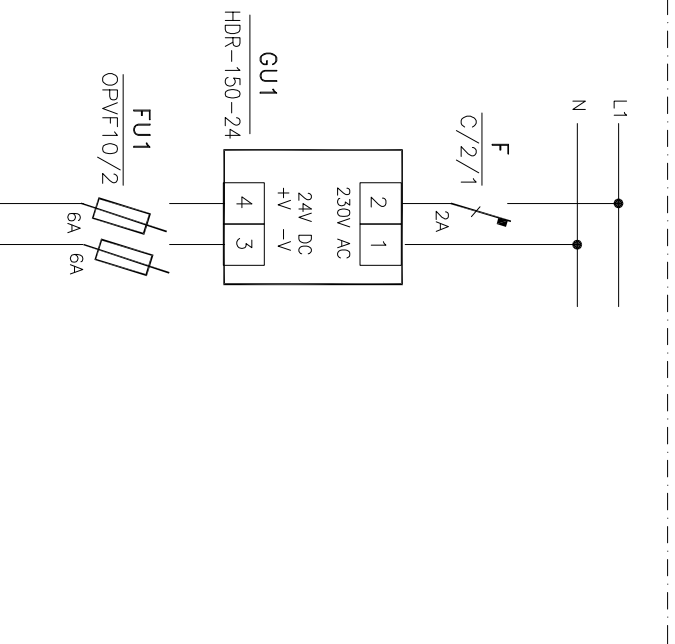 L1
N
F
C/2/1
2A
GU1
HDR-150-24
2 1
230V AC
24V DC
+V -V
4 3
FU1
OPVF10/2
6A
6A